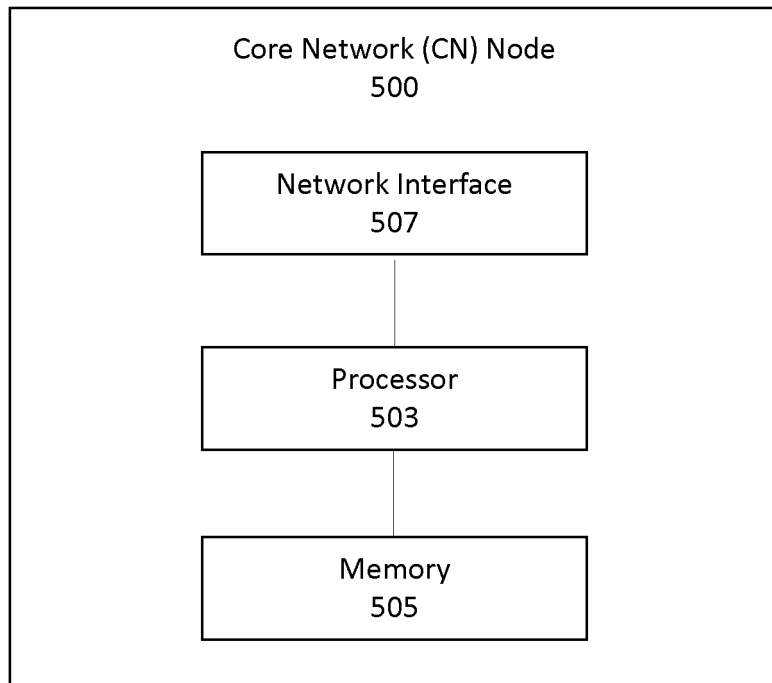 Core Network (CN) Node
500
Network Interface
507
Processor
503
Memory
505